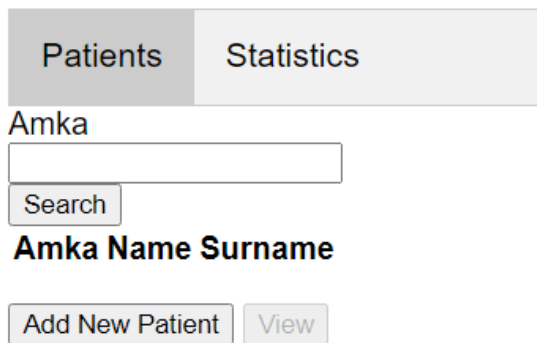 Patients Statistics
Amka
Search
Amka Name Surname
Add New Patient View